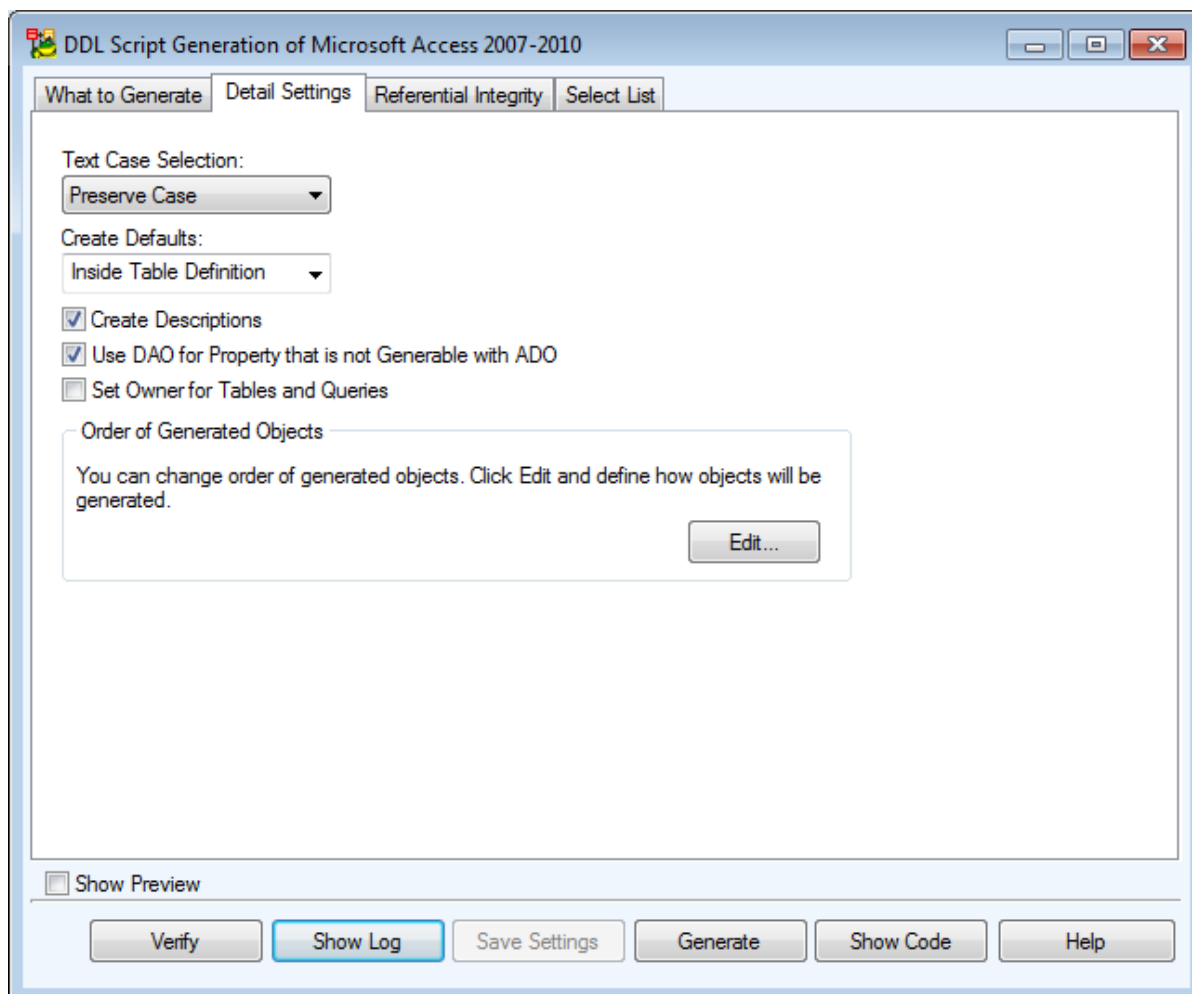 DDL Script Generation of Microsoft Access 2007-2010
What to Generate
Detail Settings
Referential Integrity
Select List
Text Case Selection:
Preserve Case
Create Defaults:
Inside Table Definition
Create Descriptions
Use DAO for Property that is not Generable with ADO
Set Owner for Tables and Queries
Order of Generated Objects
You can change order of generated objects. Click Edit and define how objects will be
generated.
Edit...
Show Preview
Verify
Show Log
Save Settings
Generate
Show Code
Help